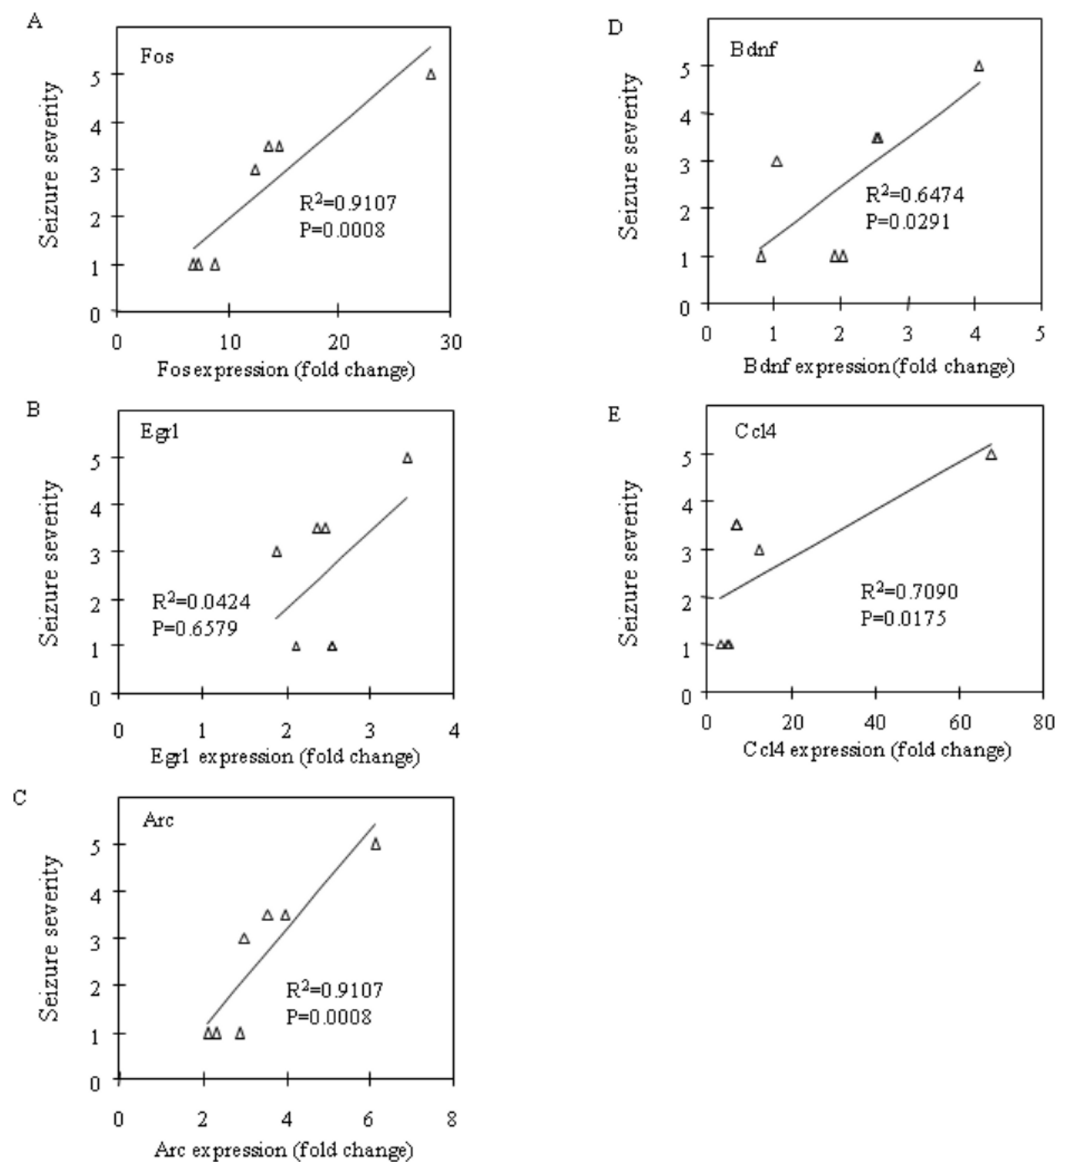 A
Fos
Seizure severity
5
4
3
2
1
0
R²=0.9107
P=0.0008
0 10 20 30
Fos expression (fold change)
B
Egr1
Seizure severity
5
4
3
2
1
0
R²=0.0424
P=0.6579
0 1 2 3 4
Egr1 expression (fold change)
C
Arc
Seizure severity
5
4
3
2
1
0
R²=0.9107
P=0.0008
0 2 4 6 8
Arc expression (fold change)
D
Bdnf
Seizure severity
5
4
3
2
1
0
R²=0.6474
P=0.0291
0 1 2 3 4 5
Bdnf expression (fold change)
E
Ccl4
Seizure severity
5
4
3
2
1
0
R²=0.7090
P=0.0175
0 20 40 60 80
Ccl4 expression (fold change)